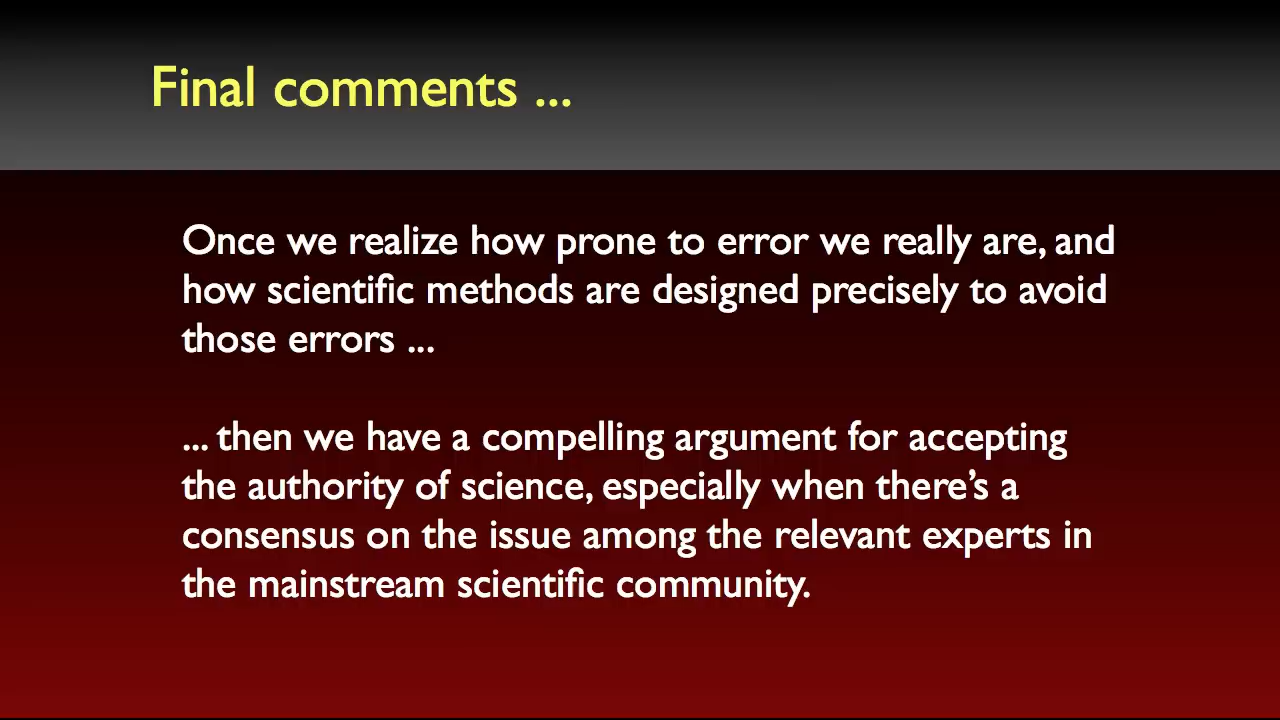 Final comments ...
Once we realize how prone to error we really are, and
how scientific methods are designed precisely to avoid
those errors ...
... then we have a compelling argument for accepting
the authority of science, especially when there’s a
consensus on the issue among the relevant experts in
the mainstream scientific community.